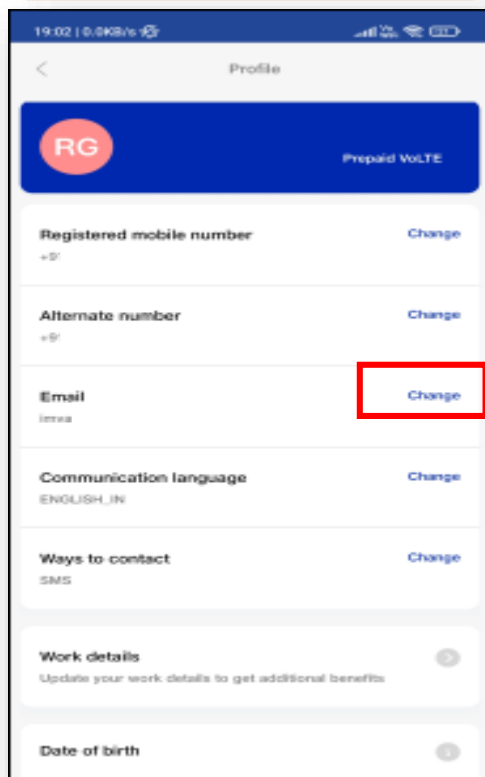 19:02 | 0.0KB/s
Profile
RG
Prepaid VoLTE
Registered mobile number
Change
+9'
Alternate number
Change
+9'
Email
Change
imva
Communication language
Change
ENGLISH_IN
Ways to contact
Change
SMS
Work details
Update your work details to get additional benefits
Date of birth